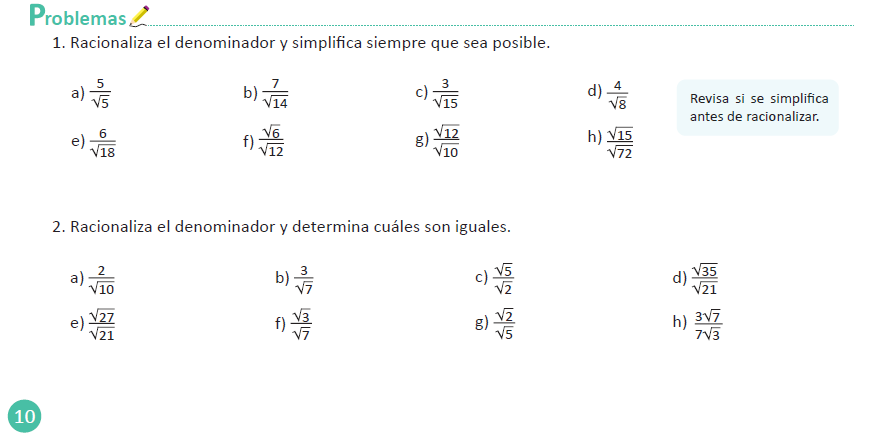 Problemas
1. Racionaliza el denominador y simplifica siempre que sea posible.
a) 5/√5 b) 7/√14 c) 3/√15 d) 4/√8
Revisa si se simplifica
antes de racionalizar.
e) 6/√18 f) √6/√12 g) √12/√10 h) √15/√72
2. Racionaliza el denominador y determina cuáles son iguales.
a) 2/√10 b) 3/√7 c) √5/√2 d) √35/√21
e) √27/√21 f) √3/√7 g) √2/√5 h) 3√7/7√3
10